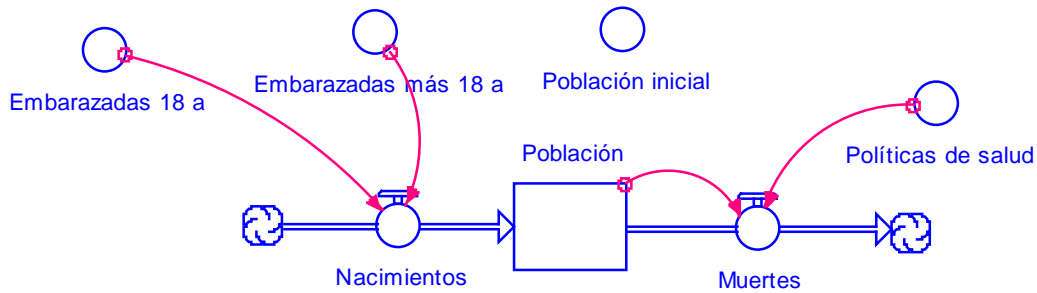 Embarazadas 18 a
Embarazadas más 18 a
Población inicial
Población
Políticas de salud
Nacimientos
Muertes